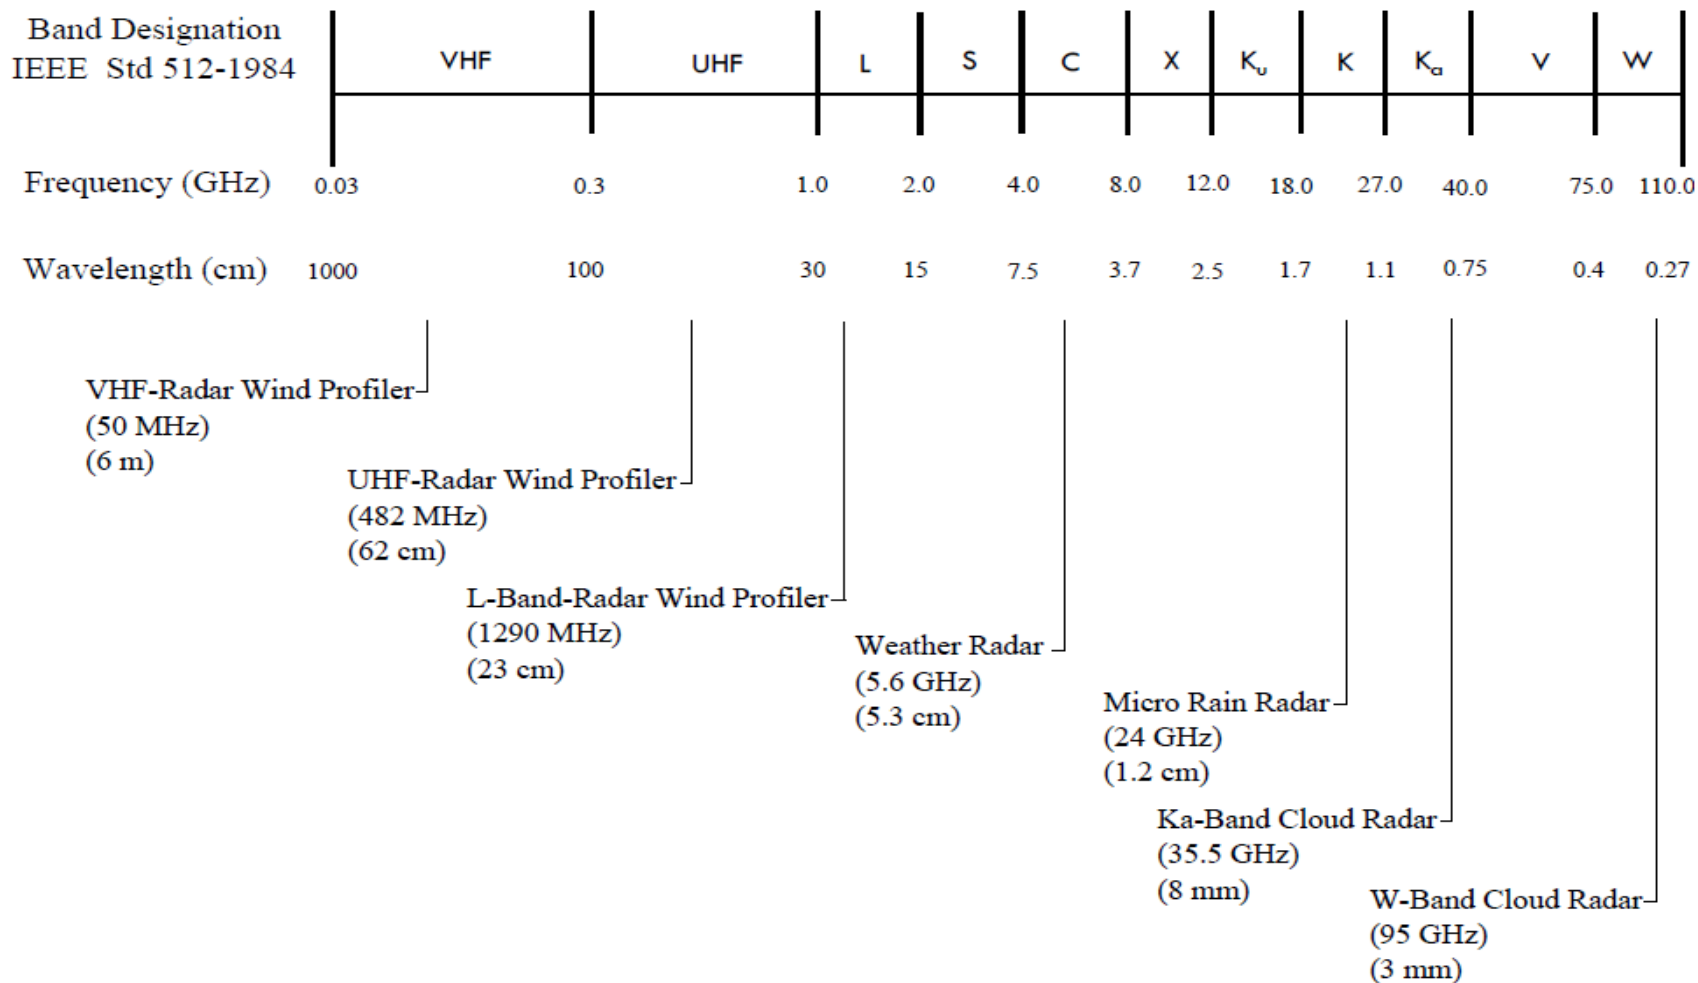 Band Designation
IEEE Std 512-1984
VHF UHF L S C X Ku K Ka V W
Frequency (GHz) 0.03 0.3 1.0 2.0 4.0 8.0 12.0 18.0 27.0 40.0 75.0 110.0
Wavelength (cm) 1000 100 30 15 7.5 3.7 2.5 1.7 1.1 0.75 0.4 0.27
VHF-Radar Wind Profiler
(50 MHz)
(6 m)
UHF-Radar Wind Profiler
(482 MHz)
(62 cm)
L-Band-Radar Wind Profiler
(1290 MHz)
(23 cm)
Weather Radar
(5.6 GHz)
(5.3 cm)
Micro Rain Radar
(24 GHz)
(1.2 cm)
Ka-Band Cloud Radar
(35.5 GHz)
(8 mm)
W-Band Cloud Radar
(95 GHz)
(3 mm)